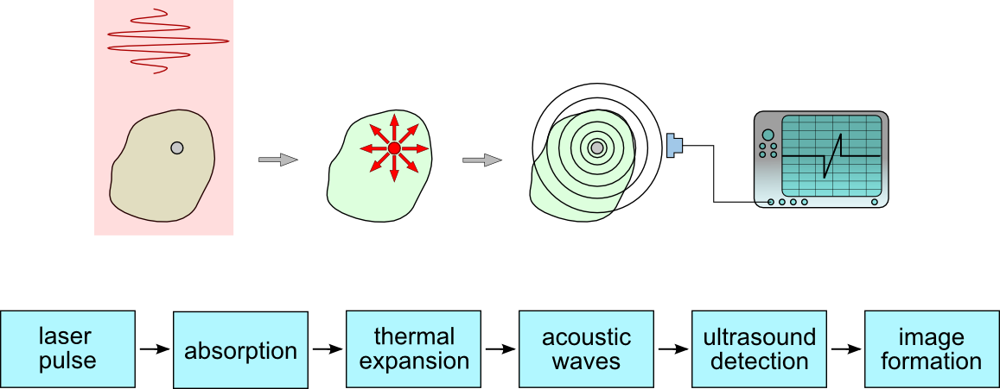 laser
pulse
absorption
thermal
expansion
acoustic
waves
ultrasound
detection
image
formation